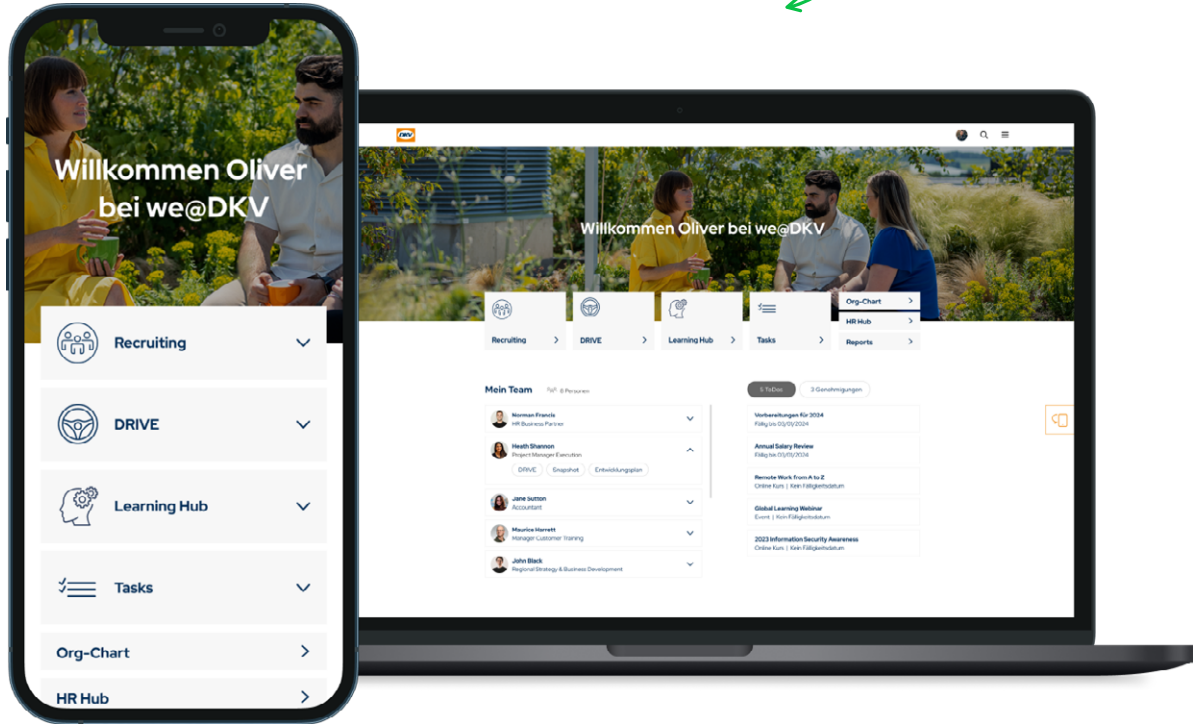 Willkommen Oliver
bei we@DKV
Recruiting
DRIVE
Learning Hub
Tasks
Org-Chart
HR Hub
DKV
Willkommen Oliver bei we@DKV
Recruiting
DRIVE
Learning Hub
Tasks
Org-Chart
HR Hub
Reports
Mein Team
6 Personen
Norman Francis
HR Business Partner
Heath Shannon
Project Manager Execution
DRIVE
Snapshot
Entwicklungsplan
Jane Sutton
Accountant
Maurice Harrett
Manager Customer Training
John Black
Regional Strategy & Business Development
5 ToDos
3 Genehmigungen
Vorbereitungen für 2024
Fällig bis 03/01/2024
Annual Salary Review
Fällig bis 03/01/2024
Remote Work from A to Z
Online Kurs | Kein Fälligkeitsdatum
Global Learning Webinar
Event | Kein Fälligkeitsdatum
2023 Information Security Awareness
Online Kurs | Kein Fälligkeitsdatum